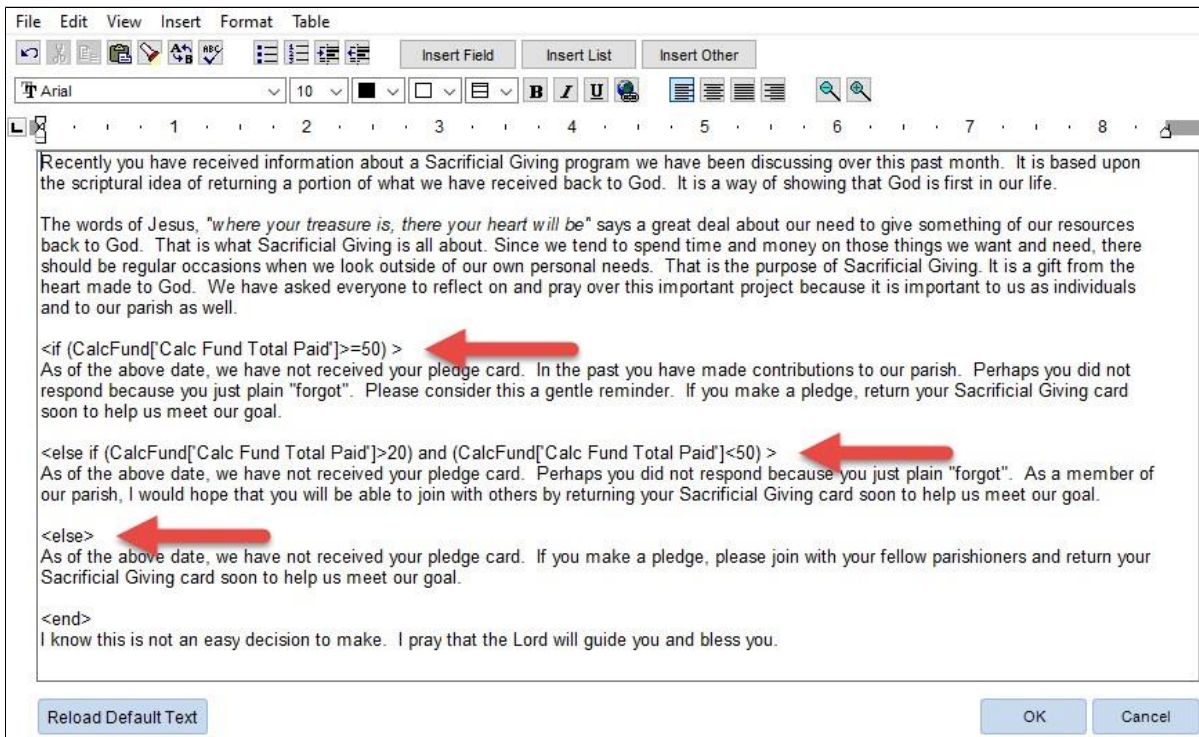 File Edit View Insert Format Table
ABC
Insert Field Insert List Insert Other
Arial 10 B I U
1 2 3 4 5 6 7 8
Recently you have received information about a Sacrificial Giving program we have been discussing over this past month. It is based upon
the scriptural idea of returning a portion of what we have received back to God. It is a way of showing that God is first in our life.
The words of Jesus, "where your treasure is, there your heart will be" says a great deal about our need to give something of our resources
back to God. That is what Sacrificial Giving is all about. Since we tend to spend time and money on those things we want and need, there
should be regular occasions when we look outside of our own personal needs. That is the purpose of Sacrificial Giving. It is a gift from the
heart made to God. We have asked everyone to reflect on and pray over this important project because it is important to us as individuals
and to our parish as well.
<if (CalcFund['Calc Fund Total Paid']>=50) >
As of the above date, we have not received your pledge card. In the past you have made contributions to our parish. Perhaps you did not
respond because you just plain "forgot". Please consider this a gentle reminder. If you make a pledge, return your Sacrificial Giving card
soon to help us meet our goal.
<else if (CalcFund['Calc Fund Total Paid']>20) and (CalcFund['Calc Fund Total Paid']<50) >
As of the above date, we have not received your pledge card. Perhaps you did not respond because you just plain "forgot". As a member of
our parish, I would hope that you will be able to join with others by returning your Sacrificial Giving card soon to help us meet our goal.
<else>
As of the above date, we have not received your pledge card. If you make a pledge, please join with your fellow parishioners and return your
Sacrificial Giving card soon to help us meet our goal.
<end>
I know this is not an easy decision to make. I pray that the Lord will guide you and bless you.
Reload Default Text OK Cancel